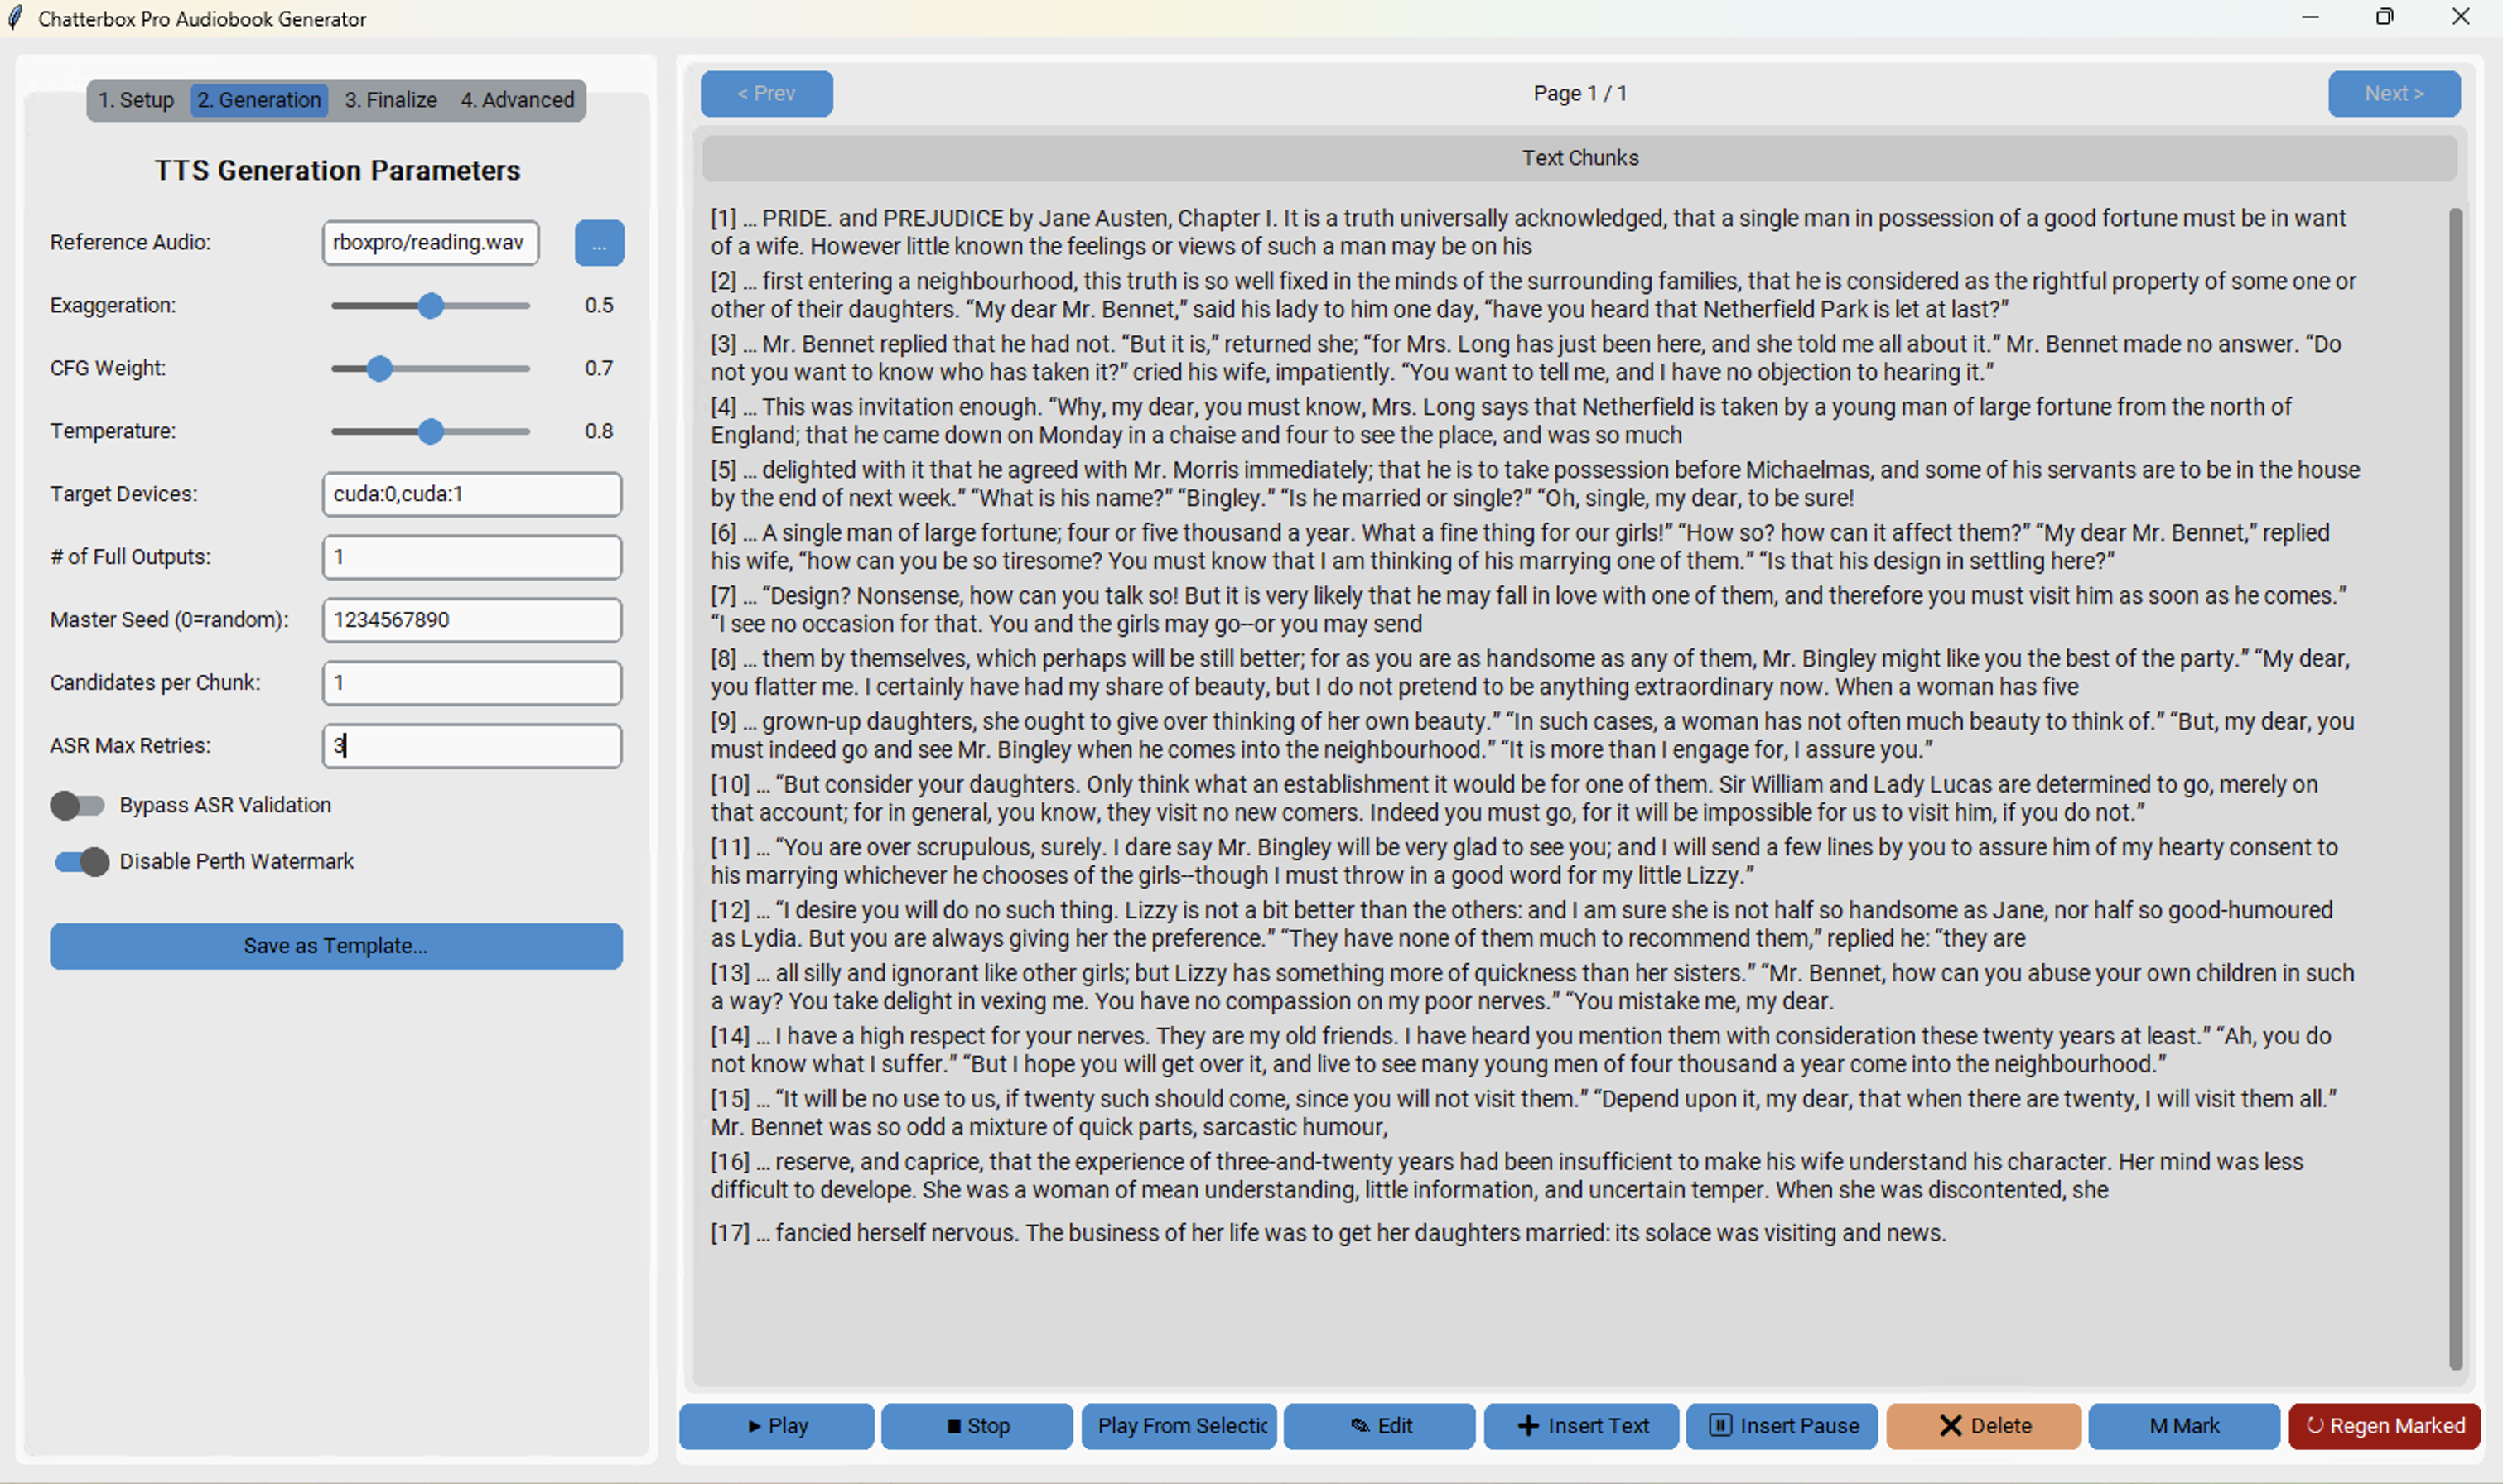 Chatterbox Pro Audiobook Generator
1. Setup 2. Generation 3. Finalize 4. Advanced
TTS Generation Parameters
Reference Audio: rboxpro/reading.wav ...
Exaggeration: 0.5
CFG Weight: 0.7
Temperature: 0.8
Target Devices: cuda:0,cuda:1
# of Full Outputs: 1
Master Seed (0=random): 1234567890
Candidates per Chunk: 1
ASR Max Retries: 3
Bypass ASR Validation
Disable Perth Watermark
Save as Template...
< Prev Page 1 / 1 Next >
Text Chunks
[1] ... PRIDE. and PREJUDICE by Jane Austen, Chapter I. It is a truth universally acknowledged, that a single man in possession of a good fortune must be in want
of a wife. However little known the feelings or views of such a man may be on his
[2] ... first entering a neighbourhood, this truth is so well fixed in the minds of the surrounding families, that he is considered as the rightful property of some one or
other of their daughters. “My dear Mr. Bennet,” said his lady to him one day, “have you heard that Netherfield Park is let at last?”
[3] ... Mr. Bennet replied that he had not. “But it is,” returned she; “for Mrs. Long has just been here, and she told me all about it.” Mr. Bennet made no answer. “Do
not you want to know who has taken it?” cried his wife, impatiently. “You want to tell me, and I have no objection to hearing it.”
[4] ... This was invitation enough. “Why, my dear, you must know, Mrs. Long says that Netherfield is taken by a young man of large fortune from the north of
England; that he came down on Monday in a chaise and four to see the place, and was so much
[5] ... delighted with it that he agreed with Mr. Morris immediately; that he is to take possession before Michaelmas, and some of his servants are to be in the house
by the end of next week.” “What is his name?” “Bingley.” “Is he married or single?” “Oh, single, my dear, to be sure!
[6] ... A single man of large fortune; four or five thousand a year. What a fine thing for our girls!” “How so? how can it affect them?” “My dear Mr. Bennet,” replied
his wife, “how can you be so tiresome? You must know that I am thinking of his marrying one of them.” “Is that his design in settling here?”
[7] ... “Design? Nonsense, how can you talk so! But it is very likely that he may fall in love with one of them, and therefore you must visit him as soon as he comes.”
“I see no occasion for that. You and the girls may go--or you may send
[8] ... them by themselves, which perhaps will be still better; for as you are as handsome as any of them, Mr. Bingley might like you the best of the party.” “My dear,
you flatter me. I certainly have had my share of beauty, but I do not pretend to be anything extraordinary now. When a woman has five
[9] ... grown-up daughters, she ought to give over thinking of her own beauty.” “In such cases, a woman has not often much beauty to think of.” “But, my dear, you
must indeed go and see Mr. Bingley when he comes into the neighbourhood.” “It is more than I engage for, I assure you.”
[10] ... “But consider your daughters. Only think what an establishment it would be for one of them. Sir William and Lady Lucas are determined to go, merely on
that account; for in general, you know, they visit no new comers. Indeed you must go, for it will be impossible for us to visit him, if you do not.”
[11] ... “You are over scrupulous, surely. I dare say Mr. Bingley will be very glad to see you; and I will send a few lines by you to assure him of my hearty consent to
his marrying whichever he chooses of the girls--though I must throw in a good word for my little Lizzy.”
[12] ... “I desire you will do no such thing. Lizzy is not a bit better than the others: and I am sure she is not half so handsome as Jane, nor half so good-humoured
as Lydia. But you are always giving her the preference.” “They have none of them much to recommend them,” replied he: “they are
[13] ... all silly and ignorant like other girls; but Lizzy has something more of quickness than her sisters.” “Mr. Bennet, how can you abuse your own children in such
a way? You take delight in vexing me. You have no compassion on my poor nerves.” “You mistake me, my dear.
[14] ... I have a high respect for your nerves. They are my old friends. I have heard you mention them with consideration these twenty years at least.” “Ah, you do
not know what I suffer.” “But I hope you will get over it, and live to see many young men of four thousand a year come into the neighbourhood.”
[15] ... “It will be no use to us, if twenty such should come, since you will not visit them.” “Depend upon it, my dear, that when there are twenty, I will visit them all.”
Mr. Bennet was so odd a mixture of quick parts, sarcastic humour,
[16] ... reserve, and caprice, that the experience of three-and-twenty years had been insufficient to make his wife understand his character. Her mind was less
difficult to develope. She was a woman of mean understanding, little information, and uncertain temper. When she was discontented, she
[17] ... fancied herself nervous. The business of her life was to get her daughters married: its solace was visiting and news.
▶ Play ■ Stop Play From Selectic ✎ Edit + Insert Text ⏸ Insert Pause ✕ Delete M Mark ↻ Regen Marked